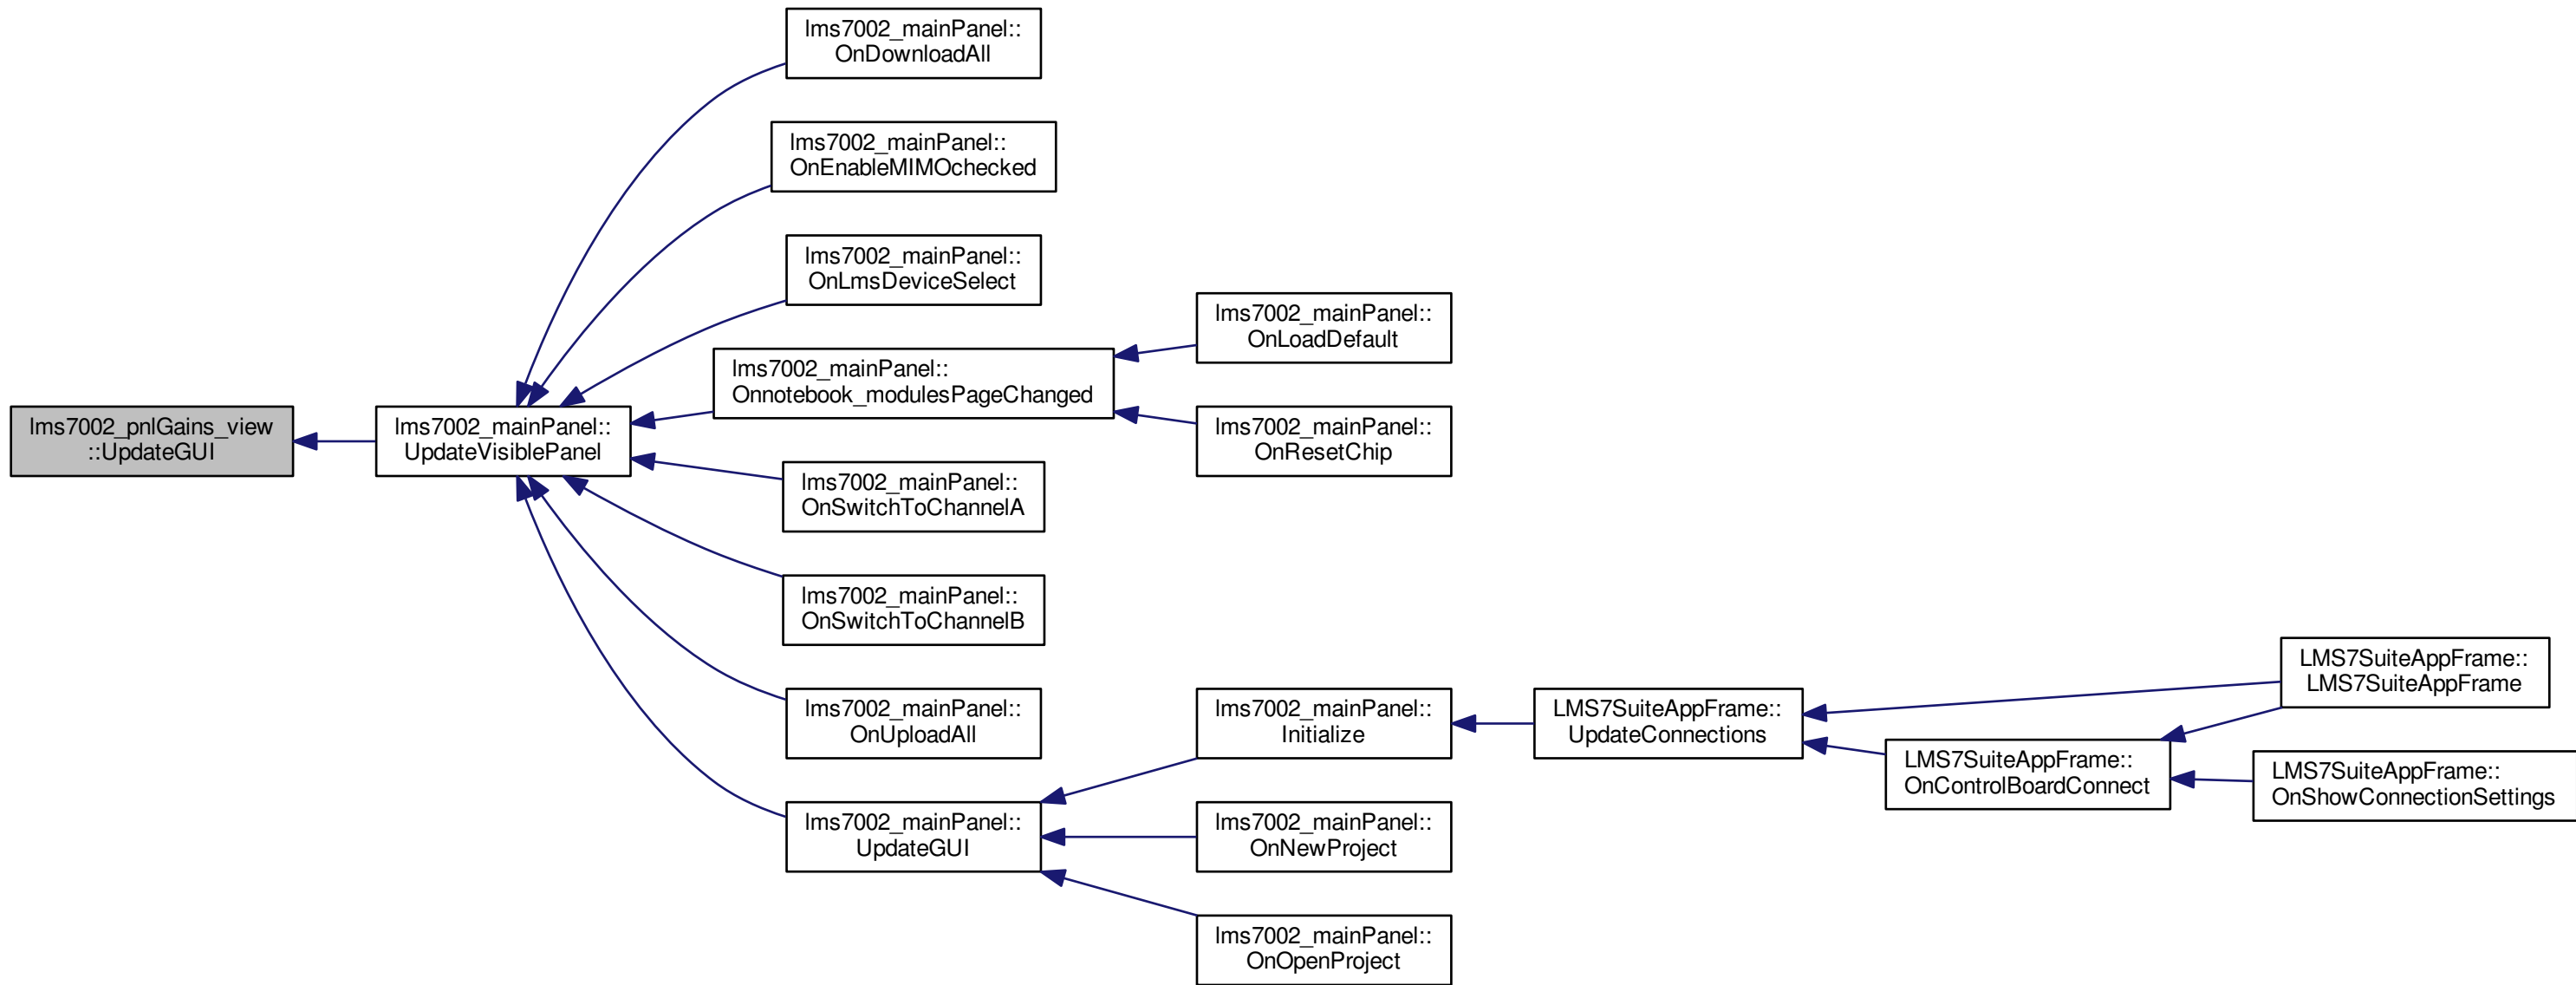 lms7002_mainPanel::
OnDownloadAll
lms7002_mainPanel::
OnEnableMIMOchecked
lms7002_mainPanel::
OnLmsDeviceSelect
lms7002_mainPanel::
OnLoadDefault
lms7002_mainPanel::
Onnotebook_modulesPageChanged
lms7002_pnlGains_view
::UpdateGUI
lms7002_mainPanel::
UpdateVisiblePanel
lms7002_mainPanel::
OnResetChip
lms7002_mainPanel::
OnSwitchToChannelA
lms7002_mainPanel::
OnSwitchToChannelB
lms7002_mainPanel::
OnUploadAll
lms7002_mainPanel::
Initialize
LMS7SuiteAppFrame::
UpdateConnections
LMS7SuiteAppFrame::
LMS7SuiteAppFrame
LMS7SuiteAppFrame::
OnControlBoardConnect
LMS7SuiteAppFrame::
OnShowConnectionSettings
lms7002_mainPanel::
UpdateGUI
lms7002_mainPanel::
OnNewProject
lms7002_mainPanel::
OnOpenProject